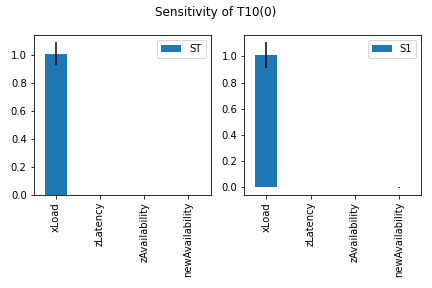 Sensitivity of T10(0)
ST
1.0
0.8
0.6
0.4
0.2
0.0
xLoad
zLatency
zAvailability
newAvailability
S1
1.0
0.8
0.6
0.4
0.2
0.0
xLoad
zLatency
zAvailability
newAvailability